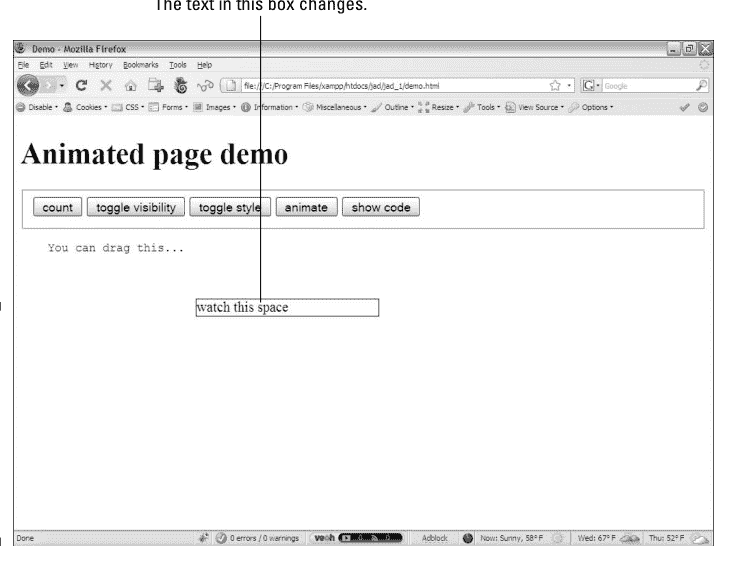 The text in this box changes.
Demo - Mozilla Firefox
File Edit View History Bookmarks Tools Help
file:///C:/Program Files/xampp/htdocs/jad/jad_1/demo.html
Google
Disable Cookies CSS Forms Images Information Miscellaneous Outline Resize Tools View Source Options
Animated page demo
count toggle visibility toggle style animate show code
You can drag this...
watch this space
Done 0 errors / 0 warnings veoh Adblock Now: Sunny, 58° F Wed: 67° F Thu: 52° F